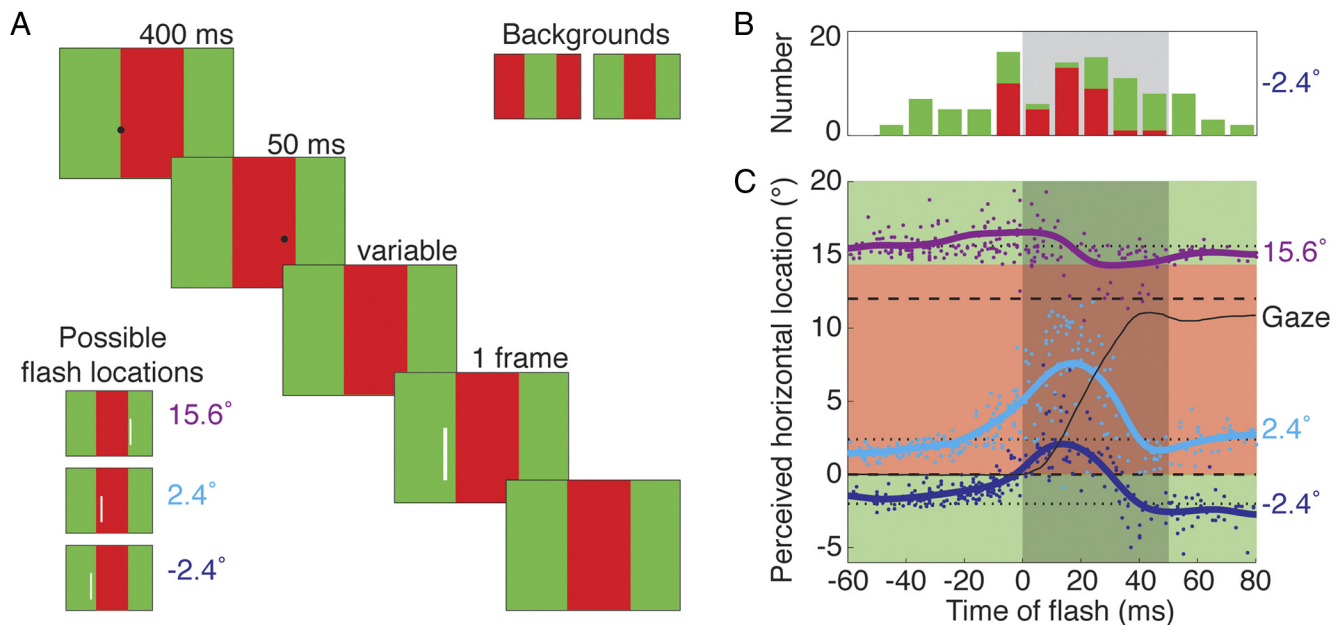 A
400 ms
50 ms
variable
1 frame
Backgrounds
Possible
flash locations
15.6°
2.4°
-2.4°
B
20
0
Number
-2.4°
C
20
15
10
5
0
-5
Perceived horizontal location (°)
-60 -40 -20 0 20 40 60 80
Time of flash (ms)
15.6°
Gaze
2.4°
-2.4°